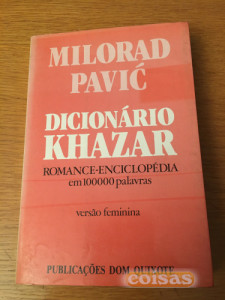 MILORAD
PAVIĆ
DICIONÁRIO
KHAZAR
ROMANCE-ENCICLOPÉDIA
em 100000 palavras
versão feminina
PUBLICAÇÕES DOM QUIXOTE
coisas